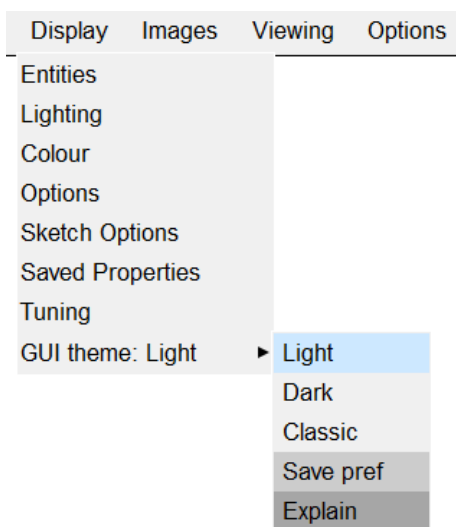 Display Images Viewing Options
Entities
Lighting
Colour
Options
Sketch Options
Saved Properties
Tuning
GUI theme: Light ▸ Light
Dark
Classic
Save pref
Explain